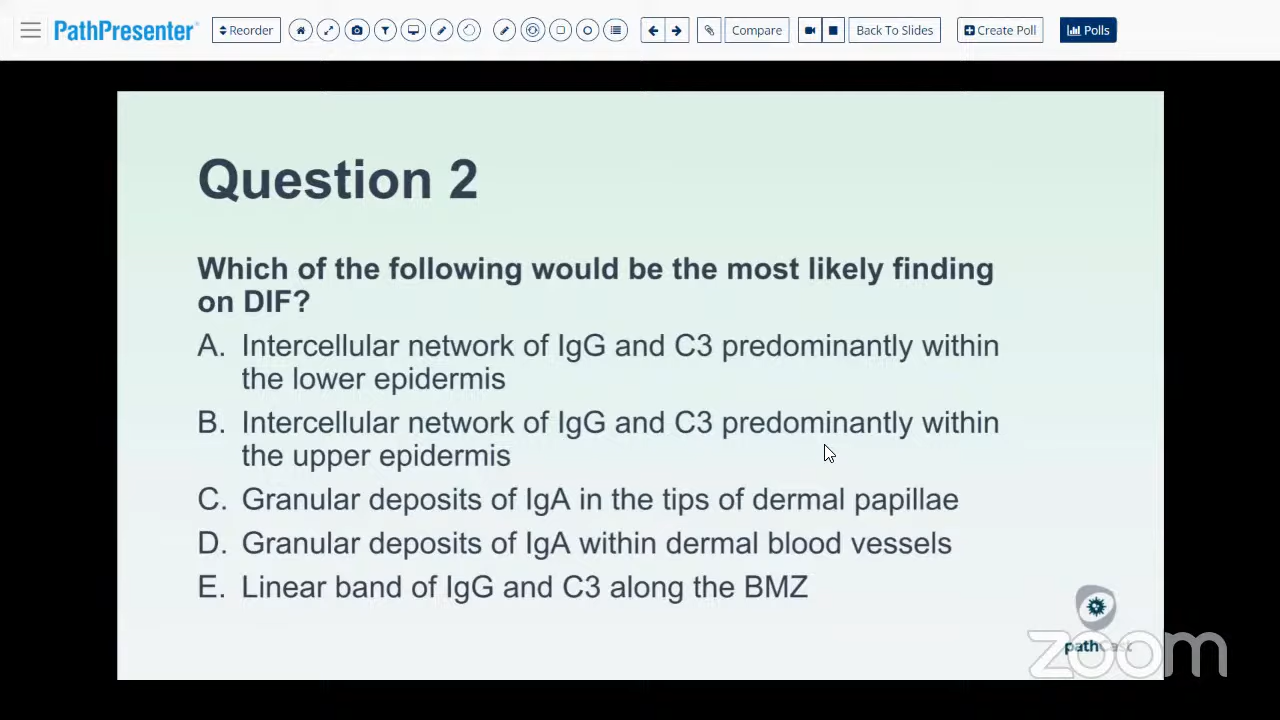 PathPresenter
Reorder
Compare
Back To Slides
Create Poll
Polls
Question 2
Which of the following would be the most likely finding
on DIF?
A. Intercellular network of IgG and C3 predominantly within
the lower epidermis
B. Intercellular network of IgG and C3 predominantly within
the upper epidermis
C. Granular deposits of IgA in the tips of dermal papillae
D. Granular deposits of IgA within dermal blood vessels
E. Linear band of IgG and C3 along the BMZ
pathCast
zoom